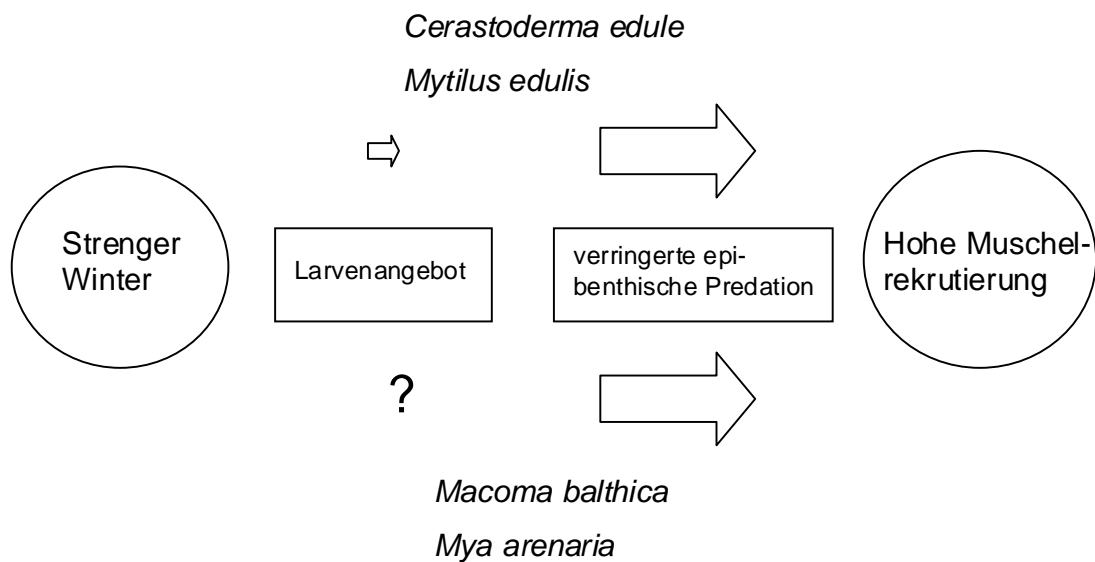 Cerastoderma edule
Mytilus edulis
Strenger
Winter
Larvenangebot
verringerte epi-
benthische Predation
Hohe Muschel-
rekrutierung
?
Macoma balthica
Mya arenaria